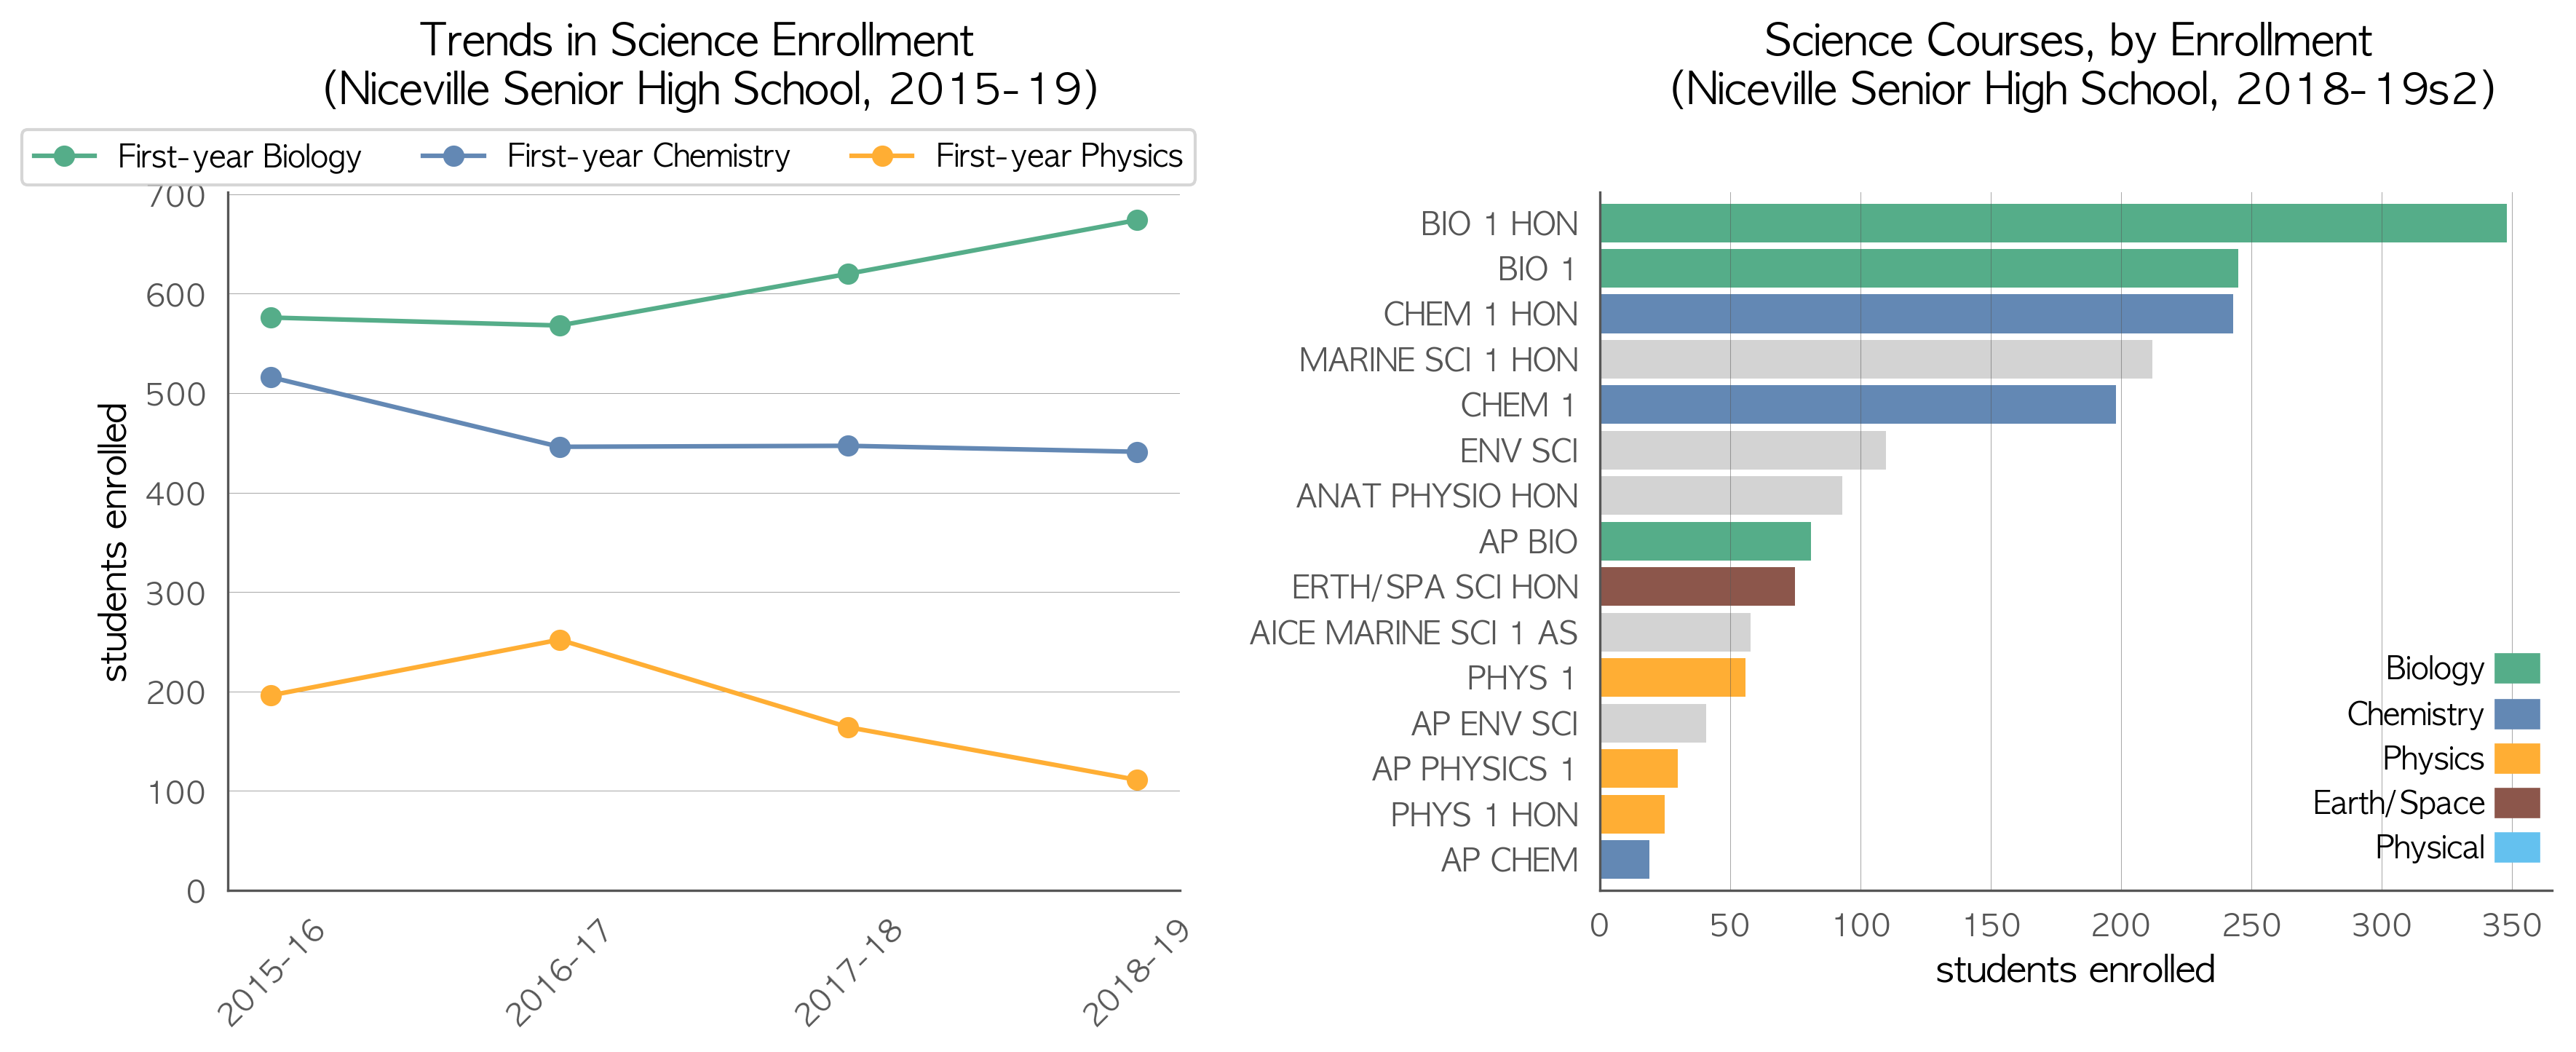 Trends in Science Enrollment
(Niceville Senior High School, 2015-19)
First-year Biology
First-year Chemistry
First-year Physics
700
600
500
400
300
200
100
0
students enrolled
2015-16
2016-17
2017-18
2018-19
Science Courses, by Enrollment
(Niceville Senior High School, 2018-19s2)
BIO 1 HON
BIO 1
CHEM 1 HON
MARINE SCI 1 HON
CHEM 1
ENV SCI
ANAT PHYSIO HON
AP BIO
ERTH/SPA SCI HON
AICE MARINE SCI 1 AS
PHYS 1
AP ENV SCI
AP PHYSICS 1
PHYS 1 HON
AP CHEM
Biology
Chemistry
Physics
Earth/Space
Physical
0 50 100 150 200 250 300 350
students enrolled